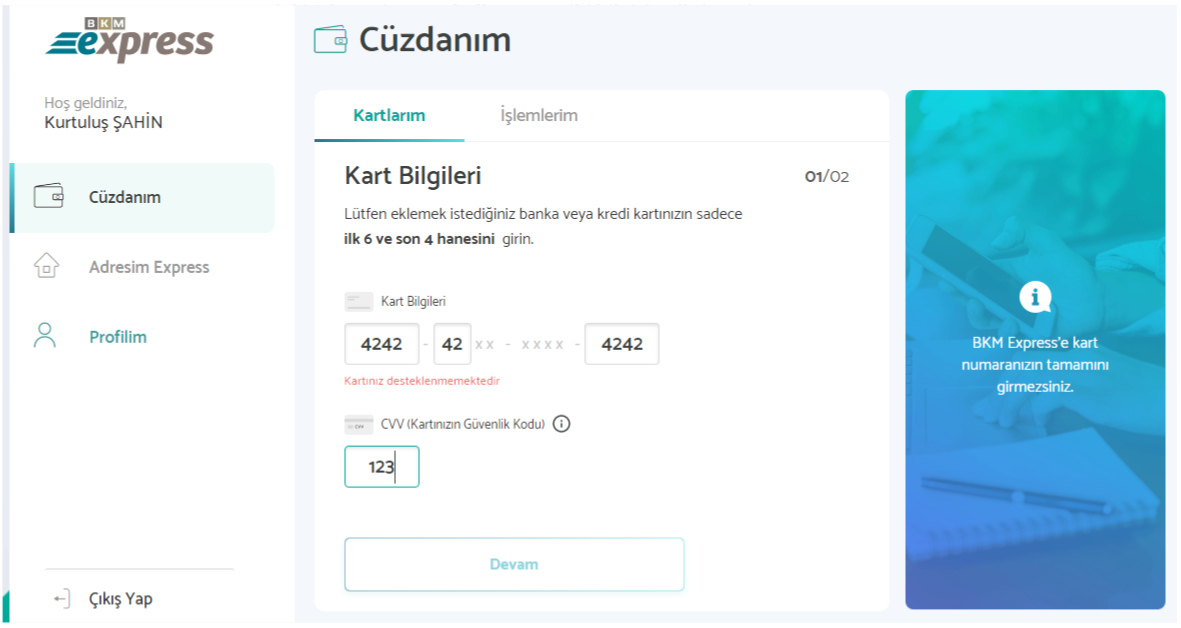 BKM
express
Hoş geldiniz,
Kurtuluş ŞAHİN
Cüzdanım
Adresim Express
Profilim
Çıkış Yap
Cüzdanım
Kartlarım
İşlemlerim
Kart Bilgileri
01/02
Lütfen eklemek istediğiniz banka veya kredi kartınızın sadece
ilk 6 ve son 4 hanesini girin.
Kart Bilgileri
4242 - 42 xx - xxxx - 4242
Kartınız desteklenmemektedir
CVV (Kartınızın Güvenlik Kodu)
123
Devam
BKM Express'e kart
numaranızın tamamını
girmezsiniz.